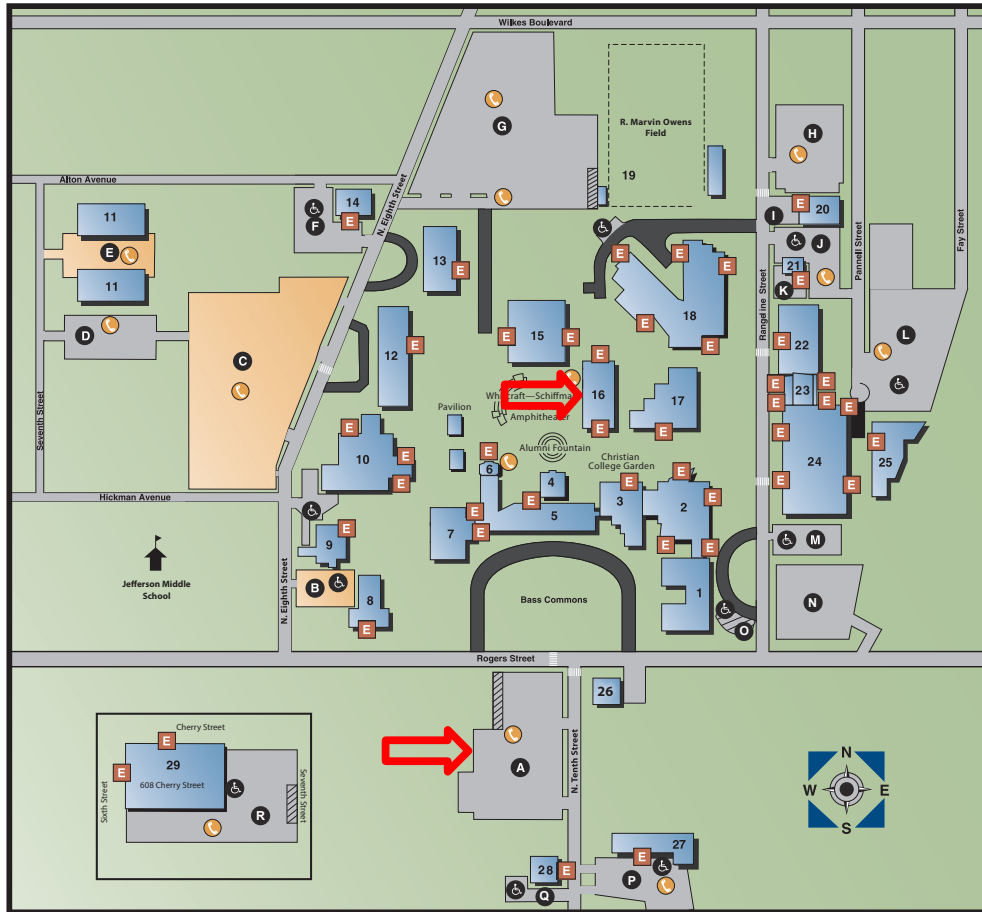 Wilkes Boulevard
G
R. Marvin Owens
Field
H
19
Alton Avenue
N. Eighth Street
14
E
F
11
E
11
13
E
I
E
20
J
21
E
K
Pannell Street
Fay Street
Rangeline Street
E
E
E
E
E
18
D
C
12
E
E
15
E
E
16
E
17
E
22
L
E
23
E
E
E
E
E
24
E
E
E
25
Seventh Street
Pavilion
Amphitheater
Alumni Fountain
Christian
College Garden
10
E
E
E
6
4
E
5
3
E
E
2
E
E
E
Hickman Avenue
E
7
E
E
9
B
8
E
N. Eighth Street
Jefferson Middle
School
Bass Commons
1
O
M
N
Rogers Street
26
A
N. Tenth Street
Cherry Street
E
E
29
608 Cherry Street
Sixth Street
Seventh Street
R
N
W
E
S
27
E
28
E
P
Q